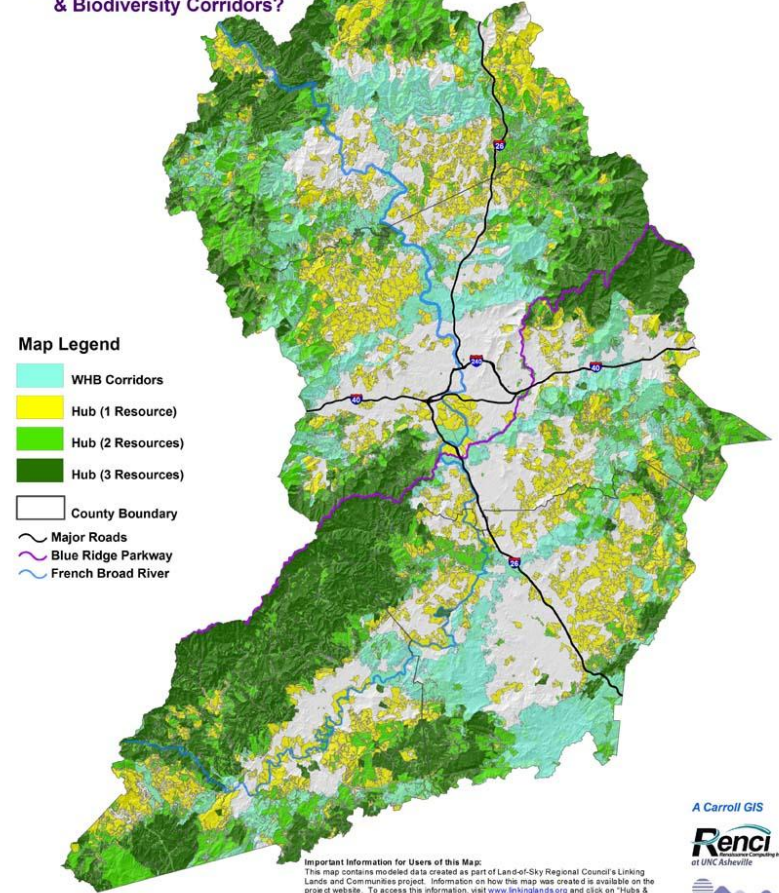 & Biodiversity Corridors?
26
40
40
26
Map Legend
WHB Corridors
Hub (1 Resource)
Hub (2 Resources)
Hub (3 Resources)
County Boundary
Major Roads
Blue Ridge Parkway
French Broad River
A Carroll GIS
Renci
at UNC Asheville
Important Information for Users of this Map:
This map contains modeled data created as part of Land-of-Sky Regional Council's Linking
Lands and Communities project. Information on how this map was created is available on the
project website. To access this information, visit www.linkinglands.org and click on "Hubs &